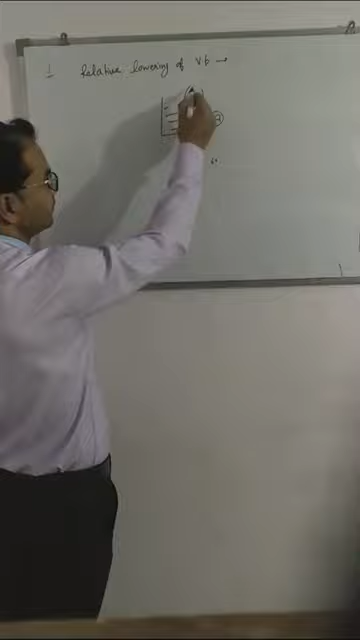 1 Relative lowering of V.P →